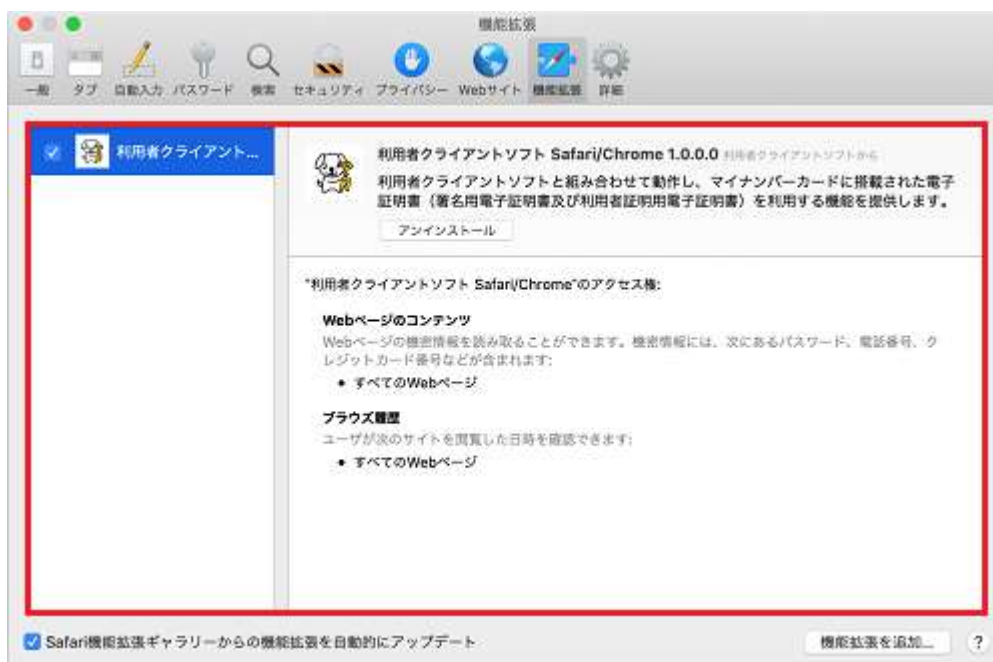 機能拡張
一般 タブ 自動入力 パスワード 検索 セキュリティ プライバシー Webサイト 機能拡張 詳細
利用者クライアント...
利用者クライアントソフト Safari/Chrome 1.0.0.0 利用者クライアントソフトから
利用者クライアントソフトと組み合わせて動作し、マイナンバーカードに搭載された電子
証明書（署名用電子証明書及び利用者証明用電子証明書）を利用する機能を提供します。
アンインストール
"利用者クライアントソフト Safari/Chrome"のアクセス権:
Webページのコンテンツ
Webページの機密情報を読み取ることができます。機密情報には、次にあるパスワード、電話番号、ク
レジットカード番号などが含まれます:
• すべてのWebページ
ブラウズ履歴
ユーザが次のサイトを閲覧した日時を確認できます:
• すべてのWebページ
Safari機能拡張ギャラリーからの機能拡張を自動的にアップデート
機能拡張を追加... ?